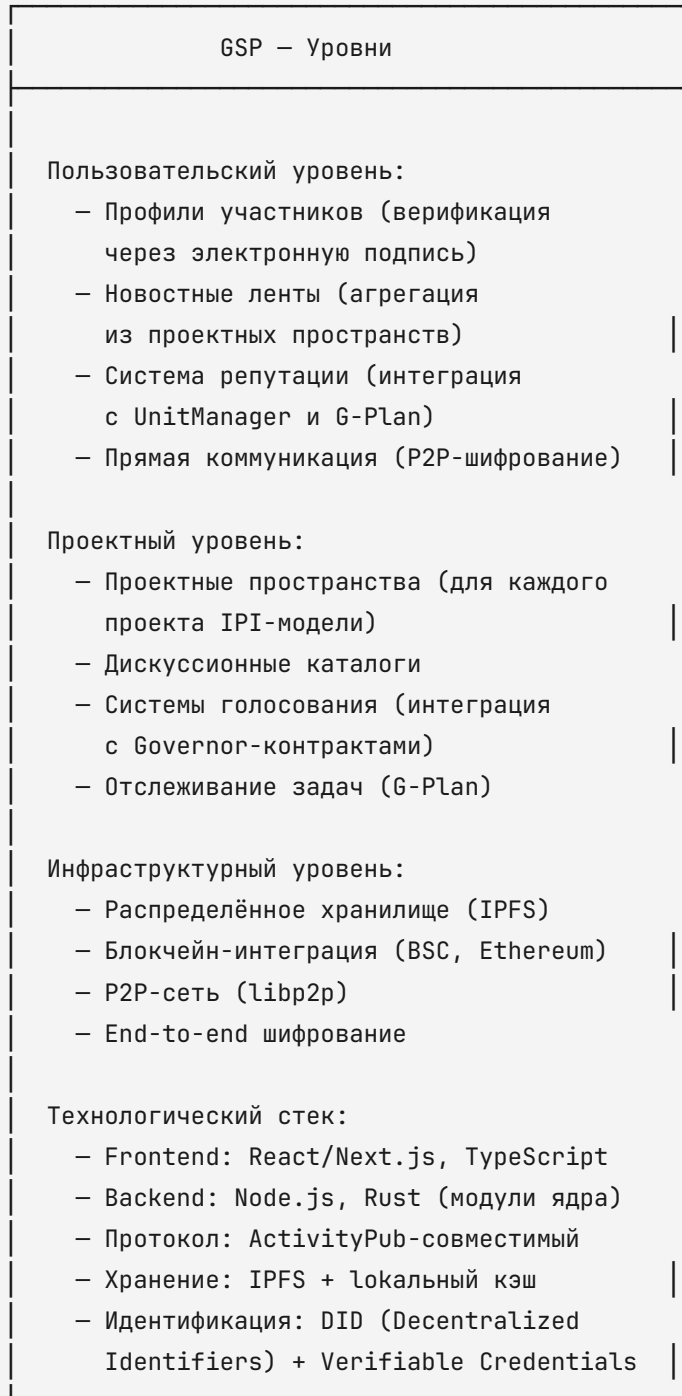 GSP — Уровни
Пользовательский уровень:
— Профили участников (верификация
через электронную подпись)
— Новостные ленты (агрегация
из проектных пространств)
— Система репутации (интеграция
с UnitManager и G-Plan)
— Прямая коммуникация (P2P-шифрование)
Проектный уровень:
— Проектные пространства (для каждого
проекта IPI-модели)
— Дискуссионные каталоги
— Системы голосования (интеграция
с Governor-контрактами)
— Отслеживание задач (G-Plan)
Инфраструктурный уровень:
— Распределённое хранилище (IPFS)
— Блокчейн-интеграция (BSC, Ethereum)
— P2P-сеть (libp2p)
— End-to-end шифрование
Технологический стек:
— Frontend: React/Next.js, TypeScript
— Backend: Node.js, Rust (модули ядра)
— Протокол: ActivityPub-совместимый
— Хранение: IPFS + lokальный кэш
— Идентификация: DID (Decentralized
Identifiers) + Verifiable Credentials